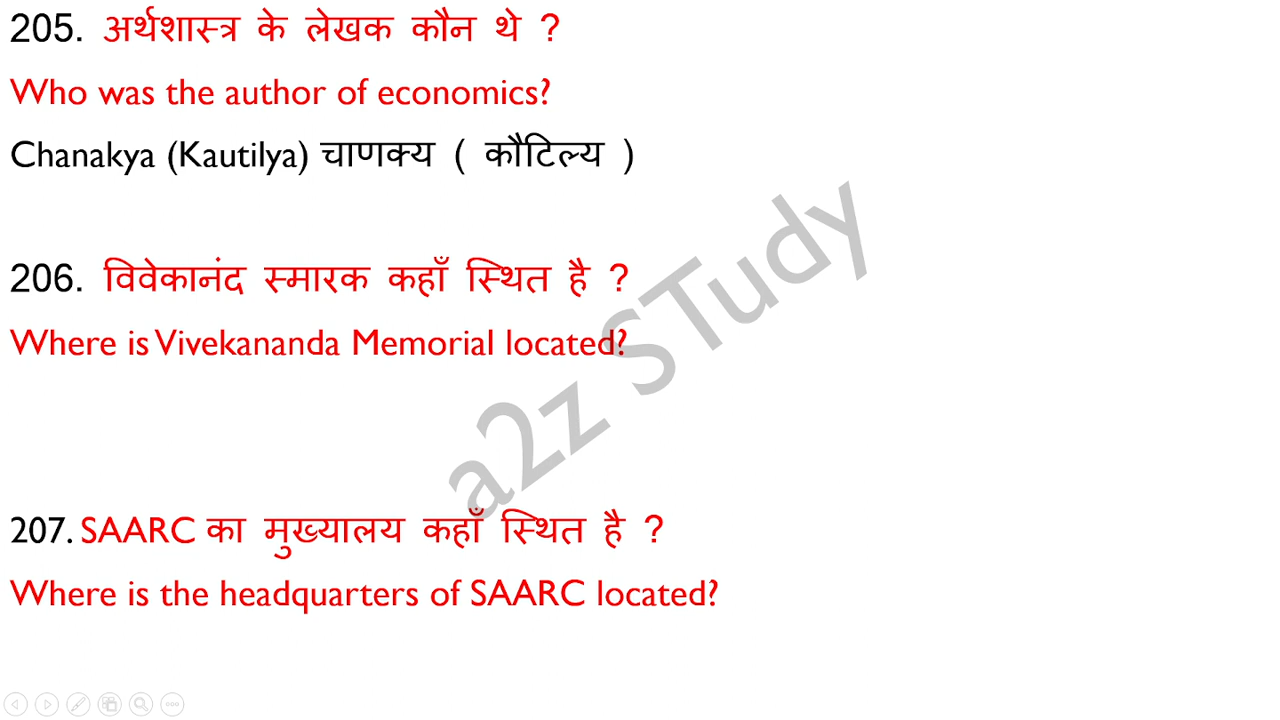 205. अर्थशास्त्र के लेखक कौन थे ?
Who was the author of economics?
Chanakya (Kautilya) चाणक्य ( कौटिल्य )
206. विवेकानंद स्मारक कहाँ स्थित है ?
Where is Vivekananda Memorial located?
a2z STudy
207. SAARC का मुख्यालय कहाँ स्थित है ?
Where is the headquarters of SAARC located?